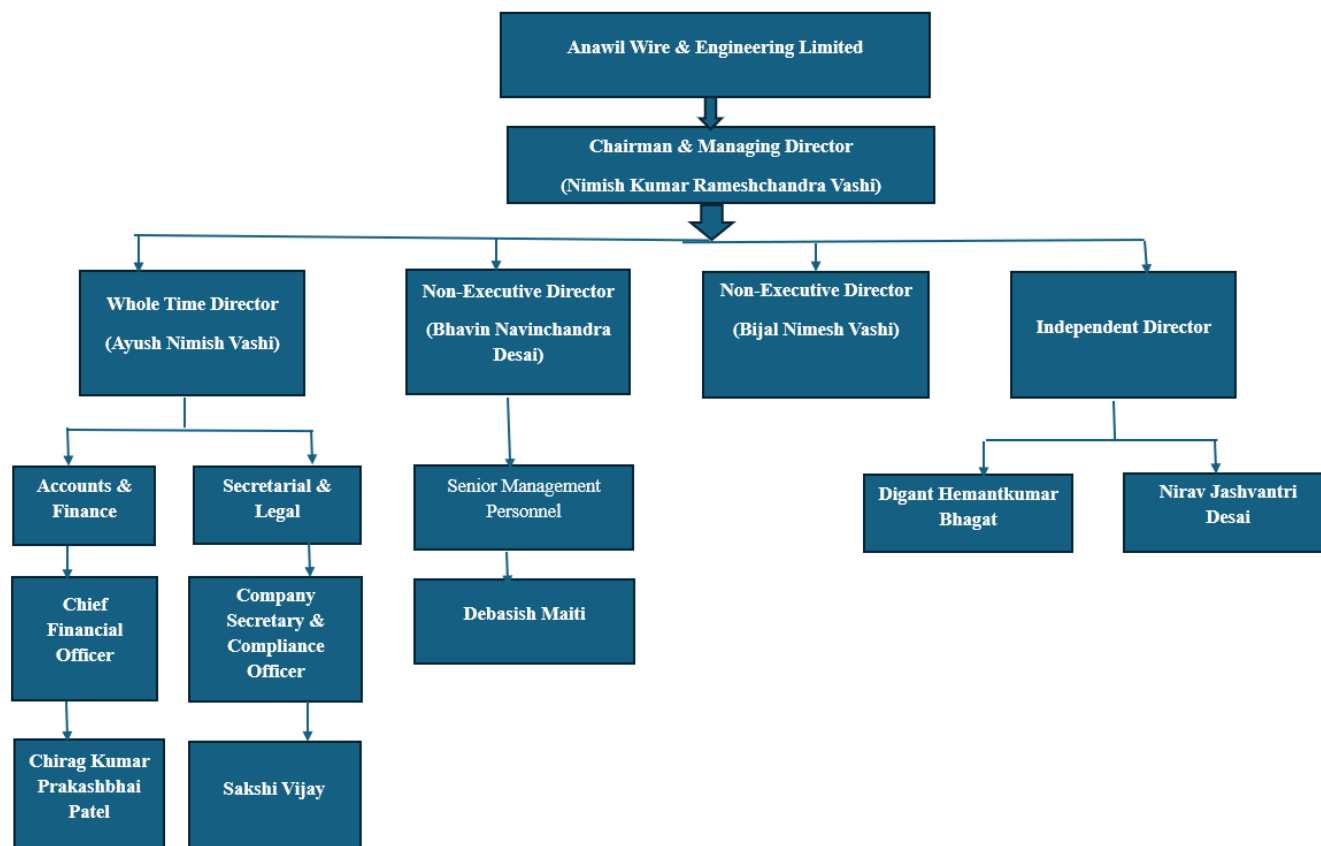 Anawil Wire & Engineering Limited
Chairman & Managing Director
(Nimish Kumar Rameshchandra Vashi)
Whole Time Director
(Ayush Nimish Vashi)
Non-Executive Director
(Bhavin Navinchandra
Desai)
Non-Executive Director
(Bijal Nimesh Vashi)
Independent Director
Accounts &
Finance
Secretarial &
Legal
Senior Management
Personnel
Digant Hemantkumar
Bhagat
Nirav Jashvantri
Desai
Chief
Financial
Officer
Company
Secretary &
Compliance
Officer
Debasish Maiti
Chirag Kumar
Prakashbhai
Patel
Sakshi Vijay